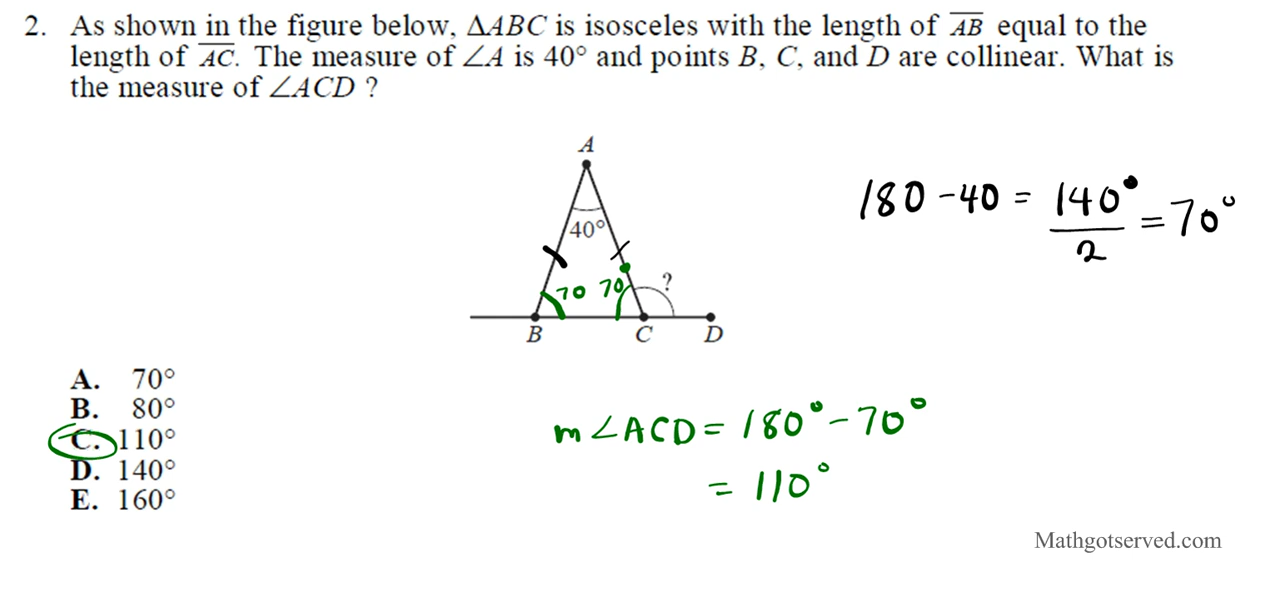 2. As shown in the figure below, ΔABC is isosceles with the length of A̅B̅ equal to the
length of A̅C̅. The measure of ∠A is 40° and points B, C, and D are collinear. What is
the measure of ∠ACD ?
A
40°
180 - 40 = 140° / 2 = 70°
70 70
?
B C D
A. 70°
B. 80°
C. 110°
D. 140°
E. 160°
m∠ACD = 180° - 70°
= 110°
Mathgotserved.com